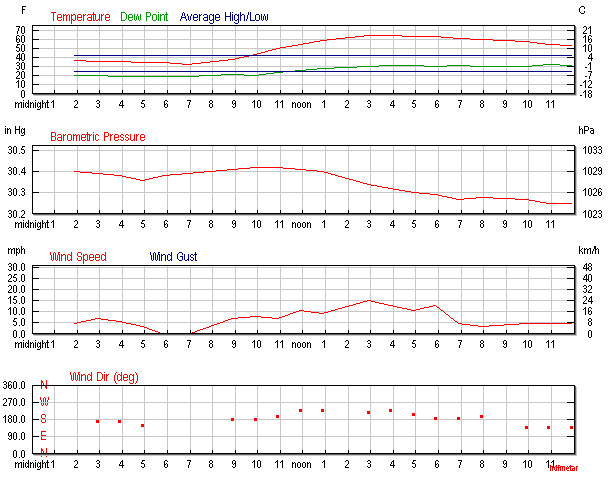 F Temperature Dew Point Average High/Low C
70 21
60 16
50 10
40 4
30 -1
20 -7
10 -12
0 -18
midnight 1 2 3 4 5 6 7 8 9 10 11 noon 1 2 3 4 5 6 7 8 9 10 11
in Hg Barometric Pressure hPa
30.5 1033
30.4 1029
30.3 1026
30.2 1023
midnight 1 2 3 4 5 6 7 8 9 10 11 noon 1 2 3 4 5 6 7 8 9 10 11
mph Wind Speed Wind Gust km/h
30.0 48
25.0 40
20.0 32
15.0 24
10.0 16
5.0 8
0.0 0
midnight 1 2 3 4 5 6 7 8 9 10 11 noon 1 2 3 4 5 6 7 8 9 10 11
Wind Dir (deg)
360.0 N
270.0 W
180.0 S
90.0 E
0.0 N
midnight 1 2 3 4 5 6 7 8 9 10 11 noon 1 2 3 4 5 6 7 8 9 10 11